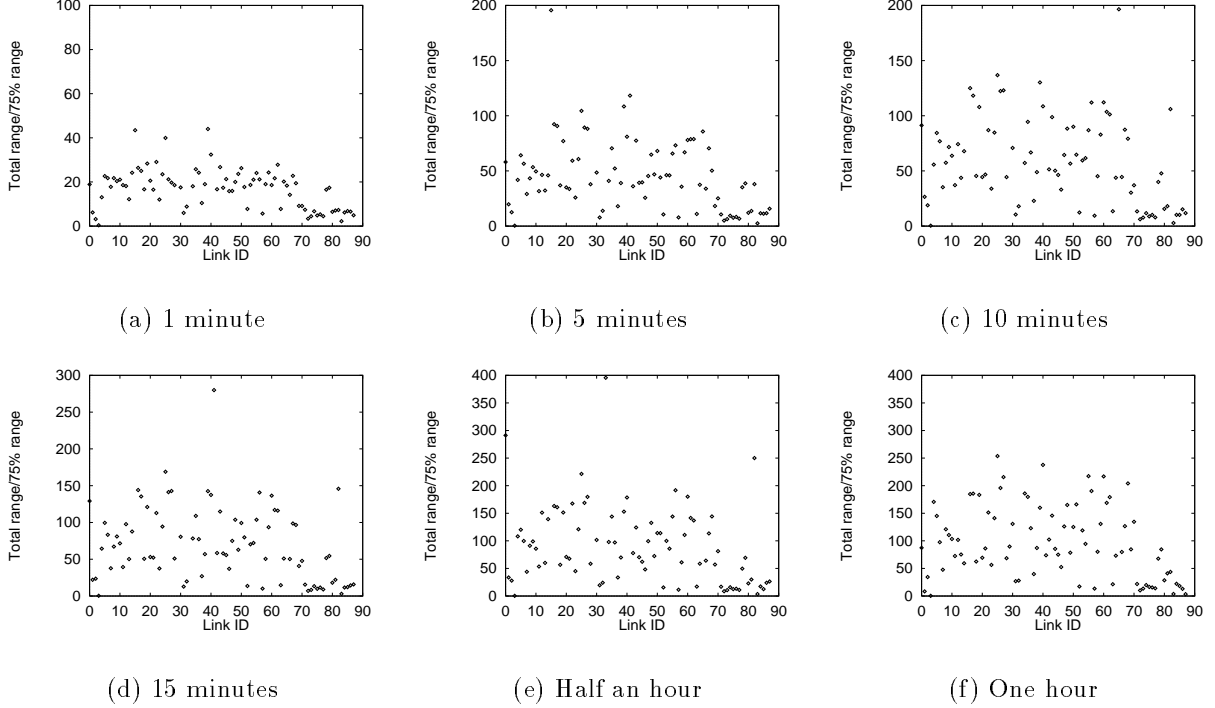 Total range/75% range
100
80
60
40
20
0
0 10 20 30 40 50 60 70 80 90
Link ID
(a) 1 minute
Total range/75% range
200
150
100
50
0
0 10 20 30 40 50 60 70 80 90
Link ID
(b) 5 minutes
Total range/75% range
200
150
100
50
0
0 10 20 30 40 50 60 70 80 90
Link ID
(c) 10 minutes
Total range/75% range
300
250
200
150
100
50
0
0 10 20 30 40 50 60 70 80 90
Link ID
(d) 15 minutes
Total range/75% range
400
350
300
250
200
150
100
50
0
0 10 20 30 40 50 60 70 80 90
Link ID
(e) Half an hour
Total range/75% range
400
350
300
250
200
150
100
50
0
0 10 20 30 40 50 60 70 80 90
Link ID
(f) One hour